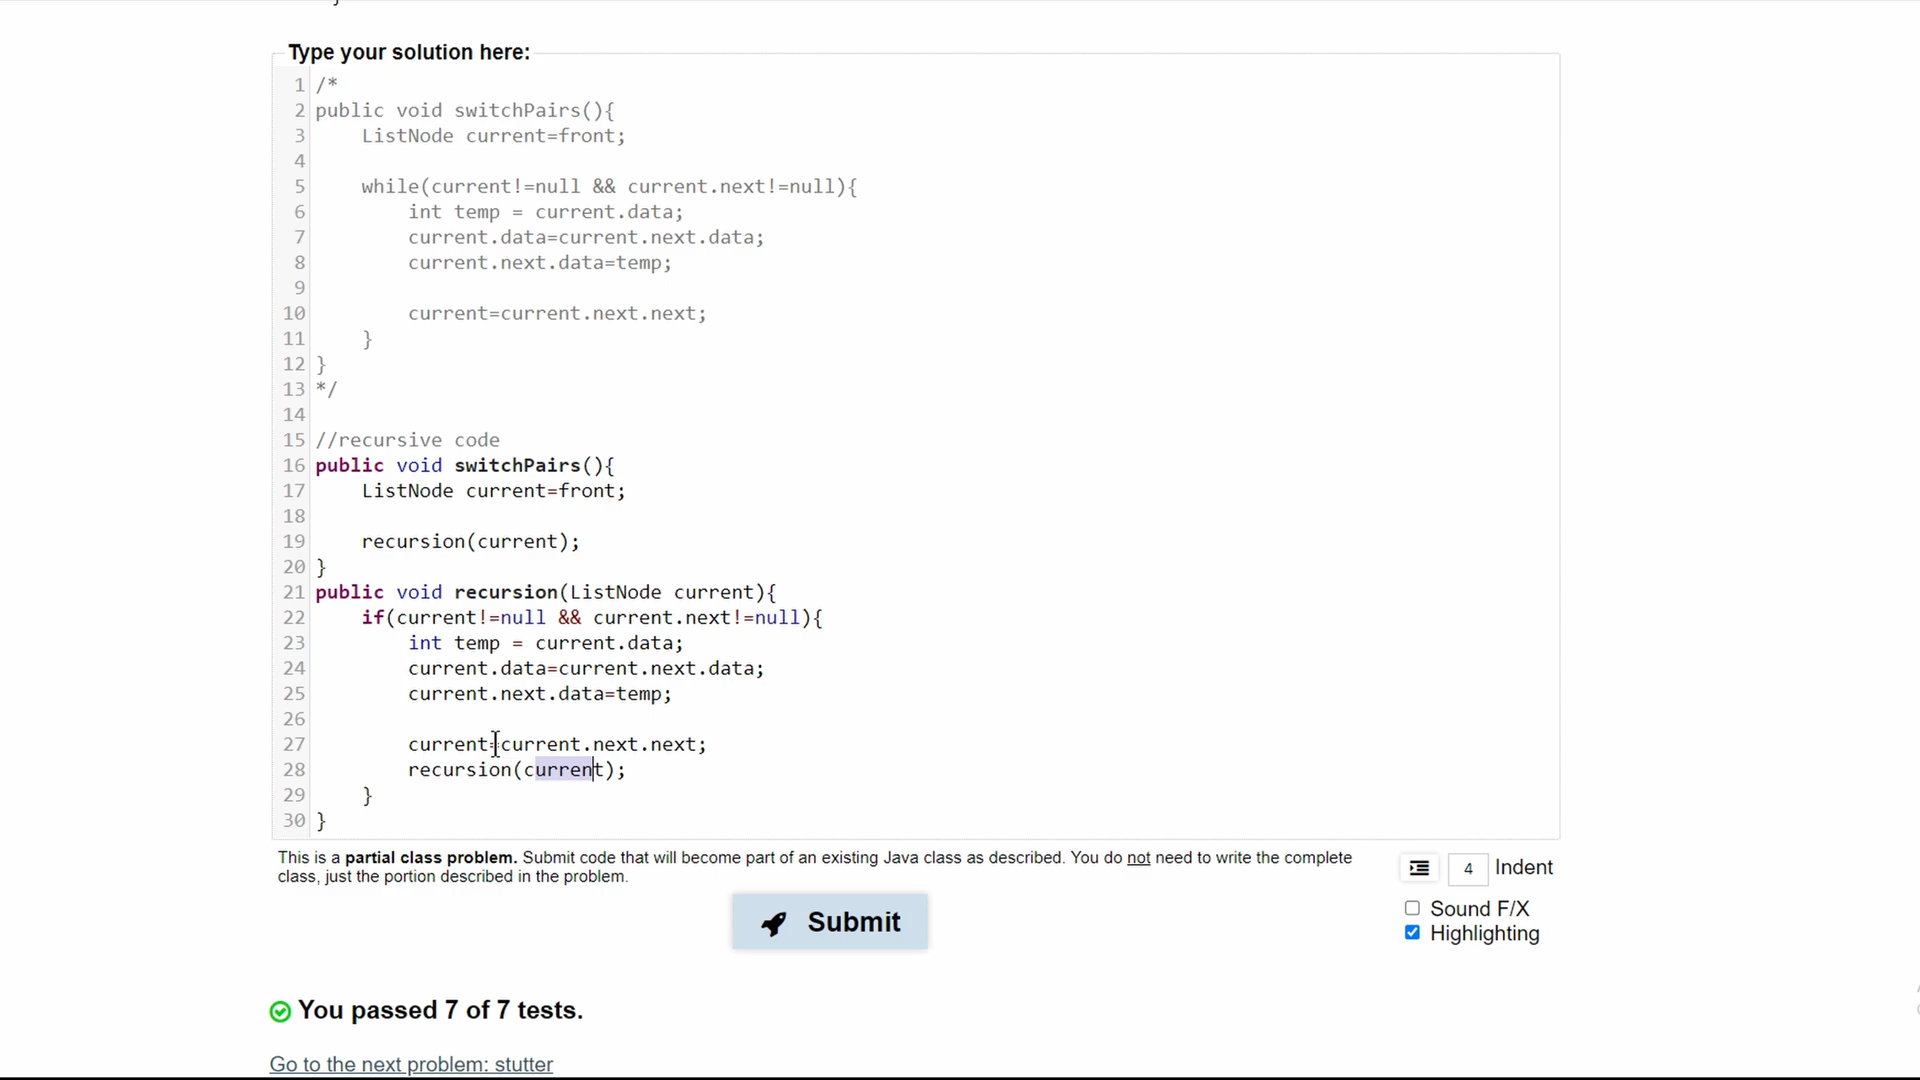 Type your solution here:
1 /*
2 public void switchPairs(){
3     ListNode current=front;
4
5     while(current!=null && current.next!=null){
6         int temp = current.data;
7         current.data=current.next.data;
8         current.next.data=temp;
9
10         current=current.next.next;
11     }
12 }
13 */
14
15 //recursive code
16 public void switchPairs(){
17     ListNode current=front;
18
19     recursion(current);
20 }
21 public void recursion(ListNode current){
22     if(current!=null && current.next!=null){
23         int temp = current.data;
24         current.data=current.next.data;
25         current.next.data=temp;
26
27         current=current.next.next;
28         recursion(current);
29     }
30 }
This is a partial class problem. Submit code that will become part of an existing Java class as described. You do not need to write the complete
class, just the portion described in the problem.
4 Indent
Sound F/X
Highlighting
Submit
You passed 7 of 7 tests.
Go to the next problem: stutter